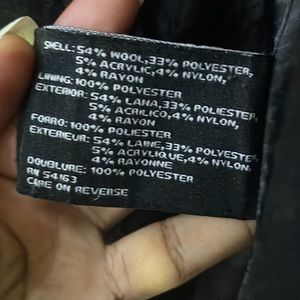 SHELL: 54% WOOL, 33% POLYESTER,
5% ACRYLIC, 4% NYLON,
4% RAYON
LINING: 100% POLYESTER
EXTERIOR: 54% LANA, 33% POLIESTER,
5% ACRILICO, 4% NYLON,
4% RAYON
FORRO: 100% POLIESTER
EXTERIEUR: 54% LAINE, 33% POLYESTER,
5% ACRYLIQUE, 4% NYLON,
4% RAYONNE
DOUBLURE: 100% POLYESTER
RN 54163
CARE ON REVERSE